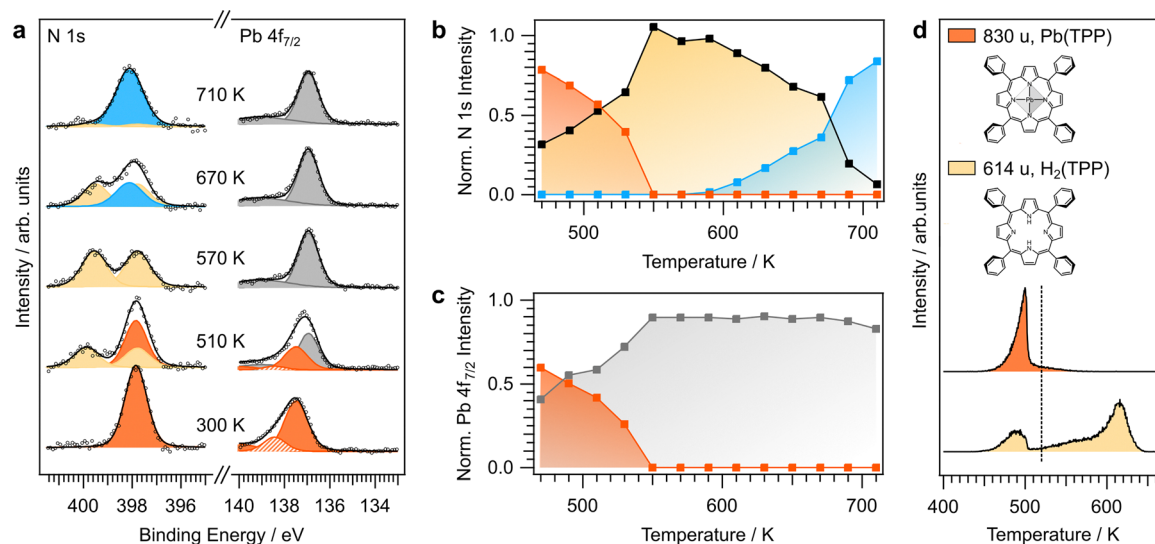 a
N 1s
Pb 4f7/2
710 K
670 K
570 K
510 K
300 K
Intensity / arb. units
400
398
396
140
138
136
134
Binding Energy / eV
b
Norm. N 1s Intensity
1.0
0.5
0.0
500
600
700
Temperature / K
c
Norm. Pb 4f7/2 Intensity
1.0
0.5
0.0
500
600
700
Temperature / K
d
830 u, Pb(TPP)
N
N
Pb
N
N
614 u, H2(TPP)
NH
N
N
HN
Intensity / arb.units
400
500
600
Temperature / K